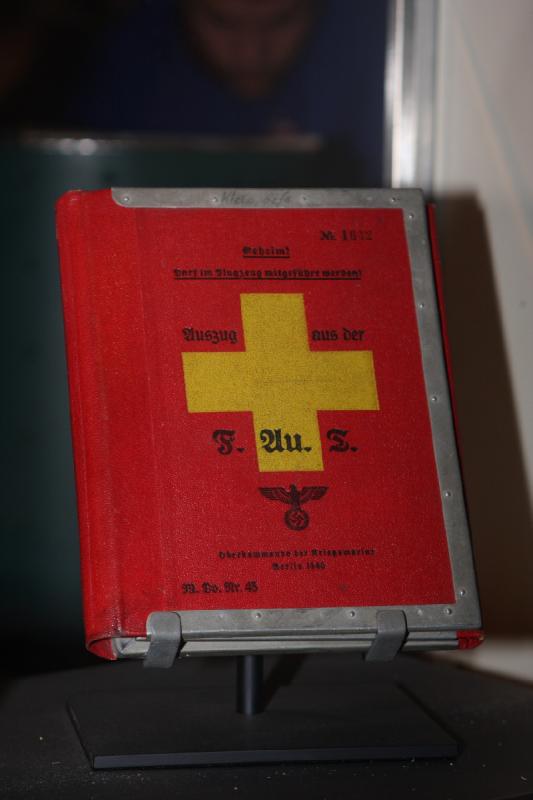 Nr. 1642
Geheim!
Darf im Flugzeug mitgeführt werden!
Auszug aus der
F. Au. S.
Oberkommando der Kriegsmarine
Berlin 1940
M. Dv. Nr. 45